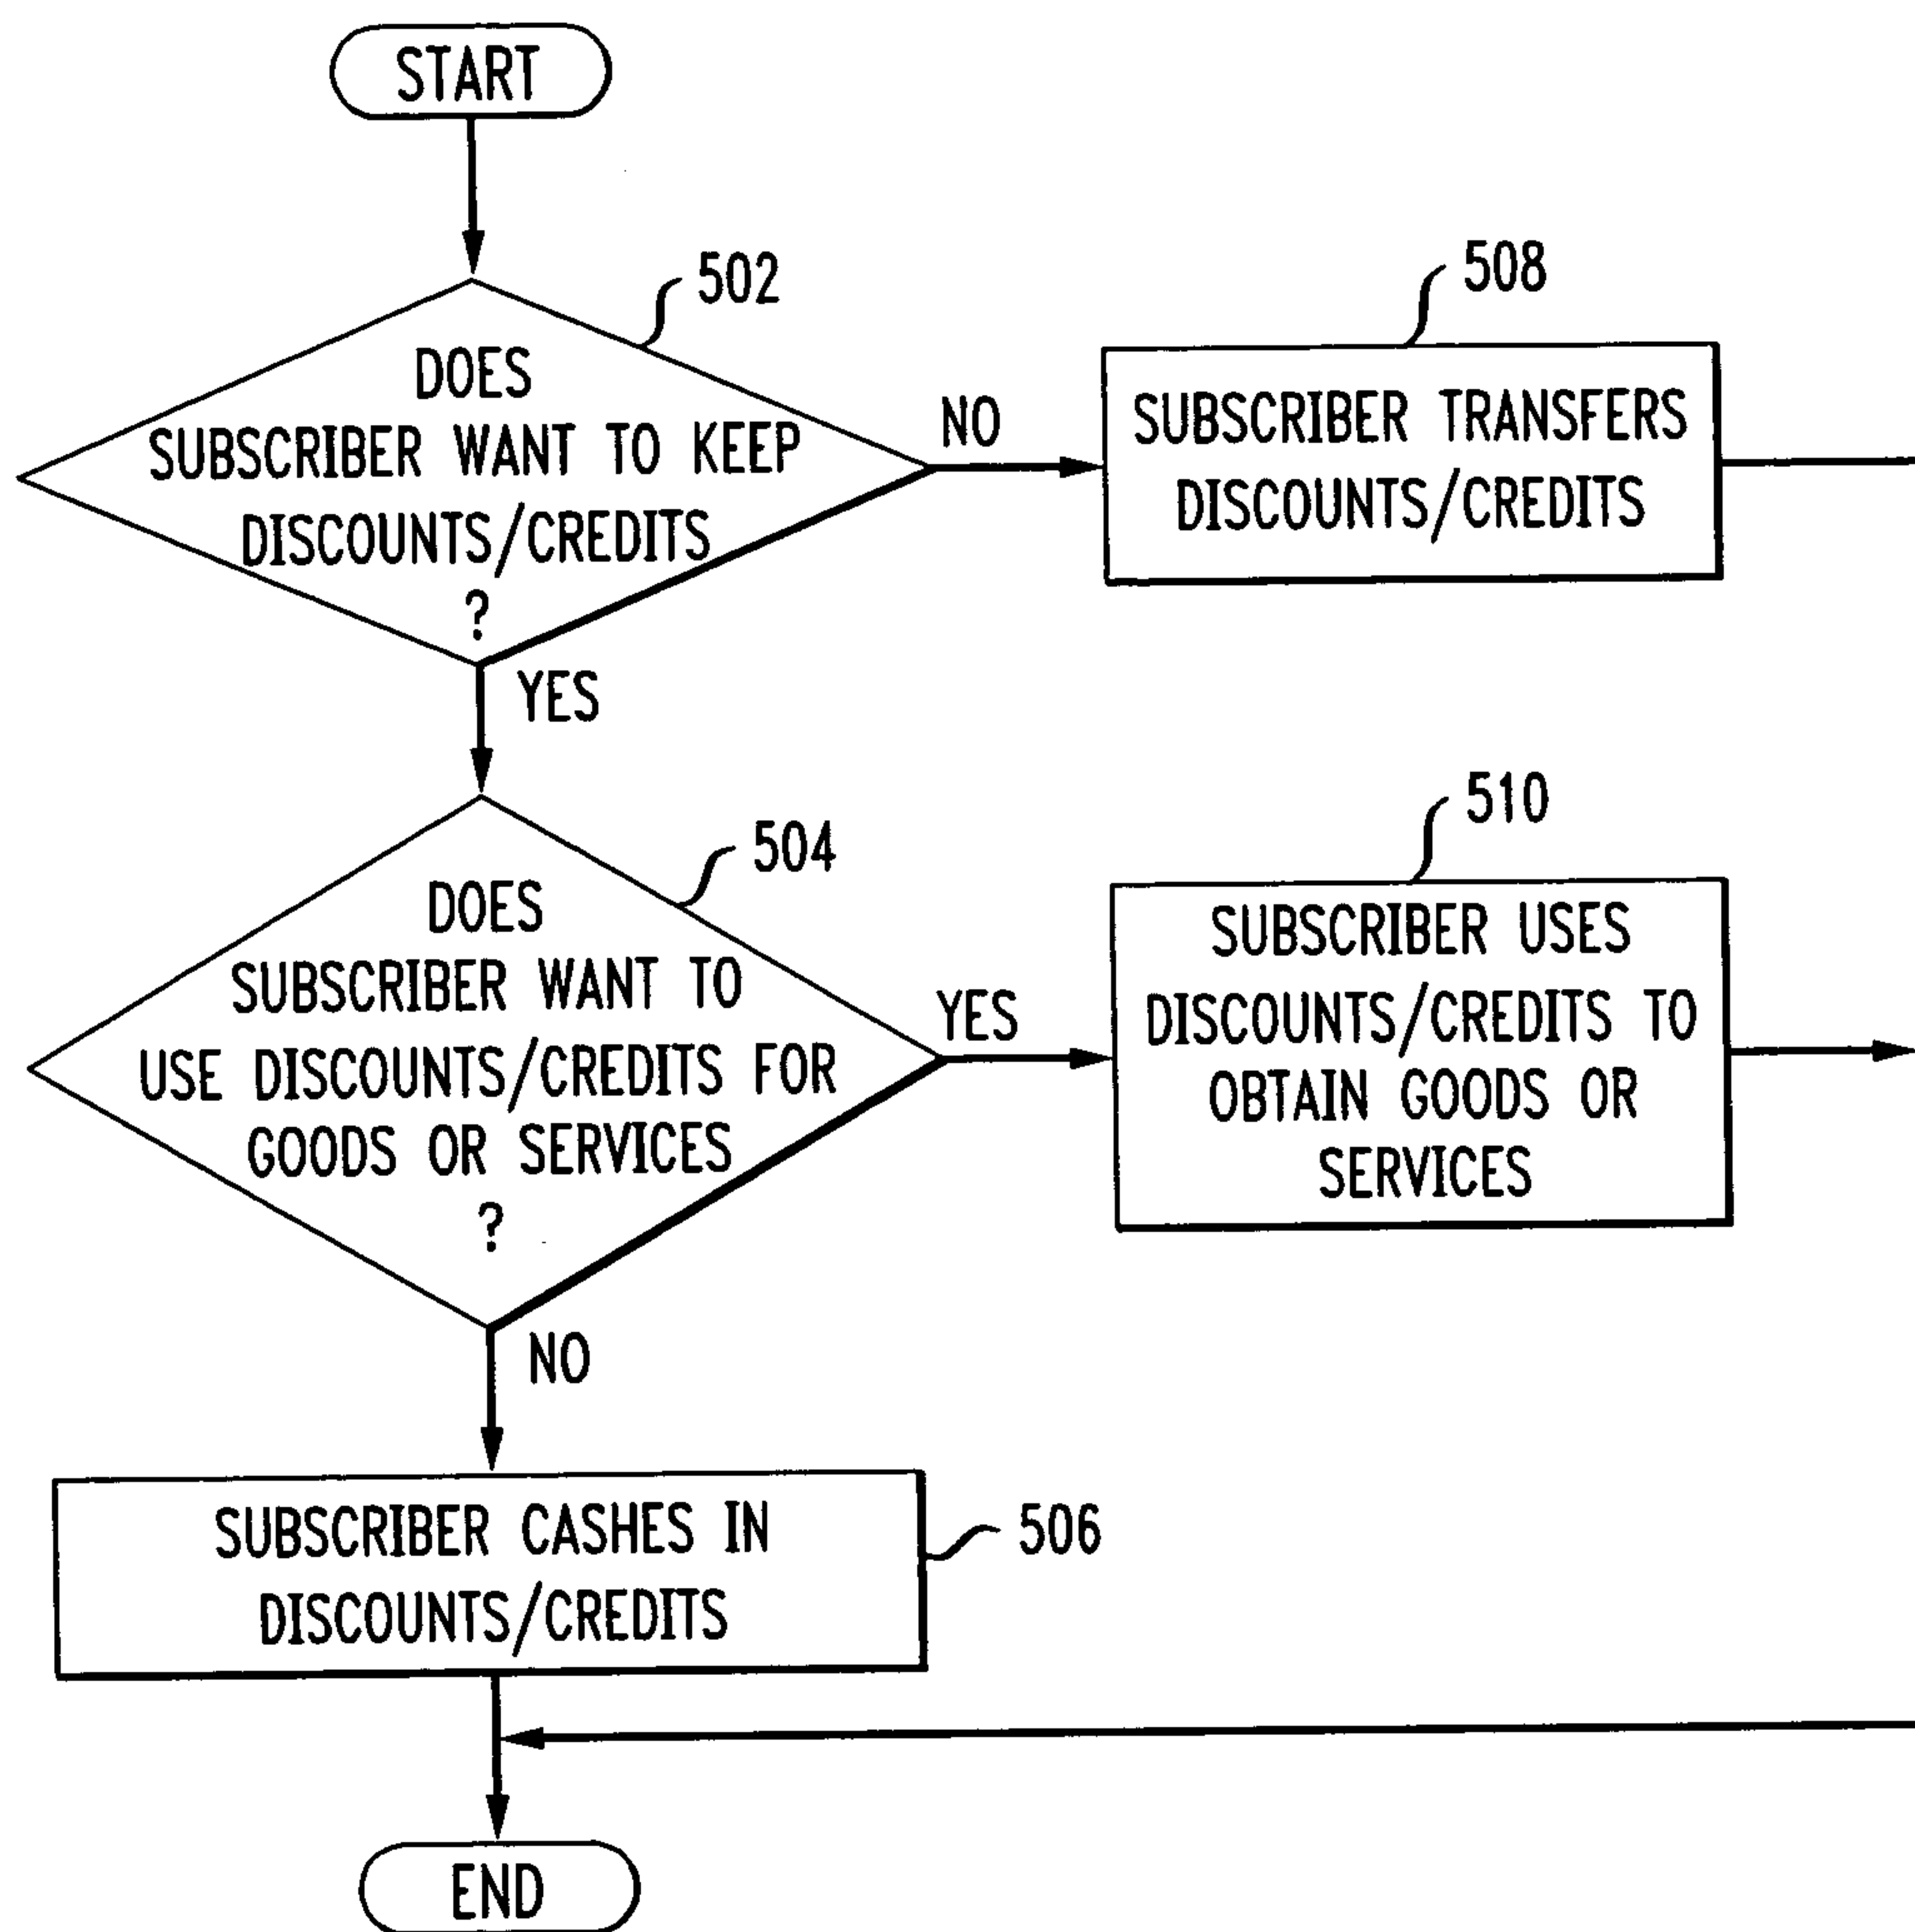 START
502
DOES
SUBSCRIBER WANT TO KEEP
DISCOUNTS/CREDITS
?
NO
508
SUBSCRIBER TRANSFERS
DISCOUNTS/CREDITS
YES
504
DOES
SUBSCRIBER WANT TO
USE DISCOUNTS/CREDITS FOR
GOODS OR SERVICES
?
YES
510
SUBSCRIBER USES
DISCOUNTS/CREDITS TO
OBTAIN GOODS OR
SERVICES
NO
SUBSCRIBER CASHES IN
DISCOUNTS/CREDITS
506
END